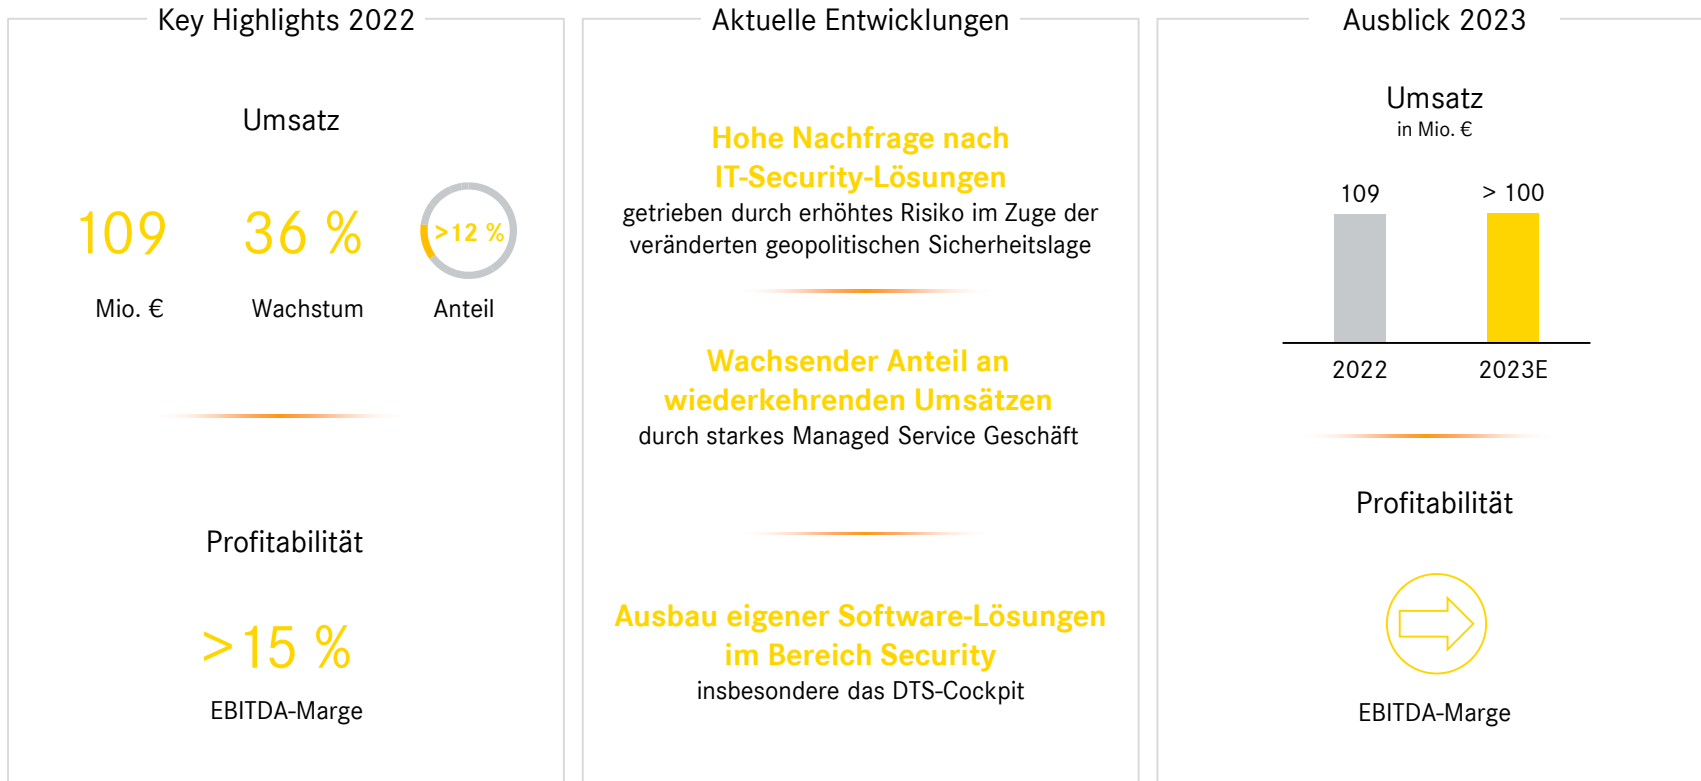 Key Highlights 2022
Umsatz
109
36 %
>12 %
Mio. €
Wachstum
Anteil
Profitabilität
>15 %
EBITDA-Marge
Aktuelle Entwicklungen
Hohe Nachfrage nach
IT-Security-Lösungen
getrieben durch erhöhtes Risiko im Zuge der
veränderten geopolitischen Sicherheitslage
Wachsender Anteil an
wiederkehrenden Umsätzen
durch starkes Managed Service Geschäft
Ausbau eigener Software-Lösungen
im Bereich Security
insbesondere das DTS-Cockpit
Ausblick 2023
Umsatz
in Mio. €
109
> 100
2022
2023E
Profitabilität
EBITDA-Marge